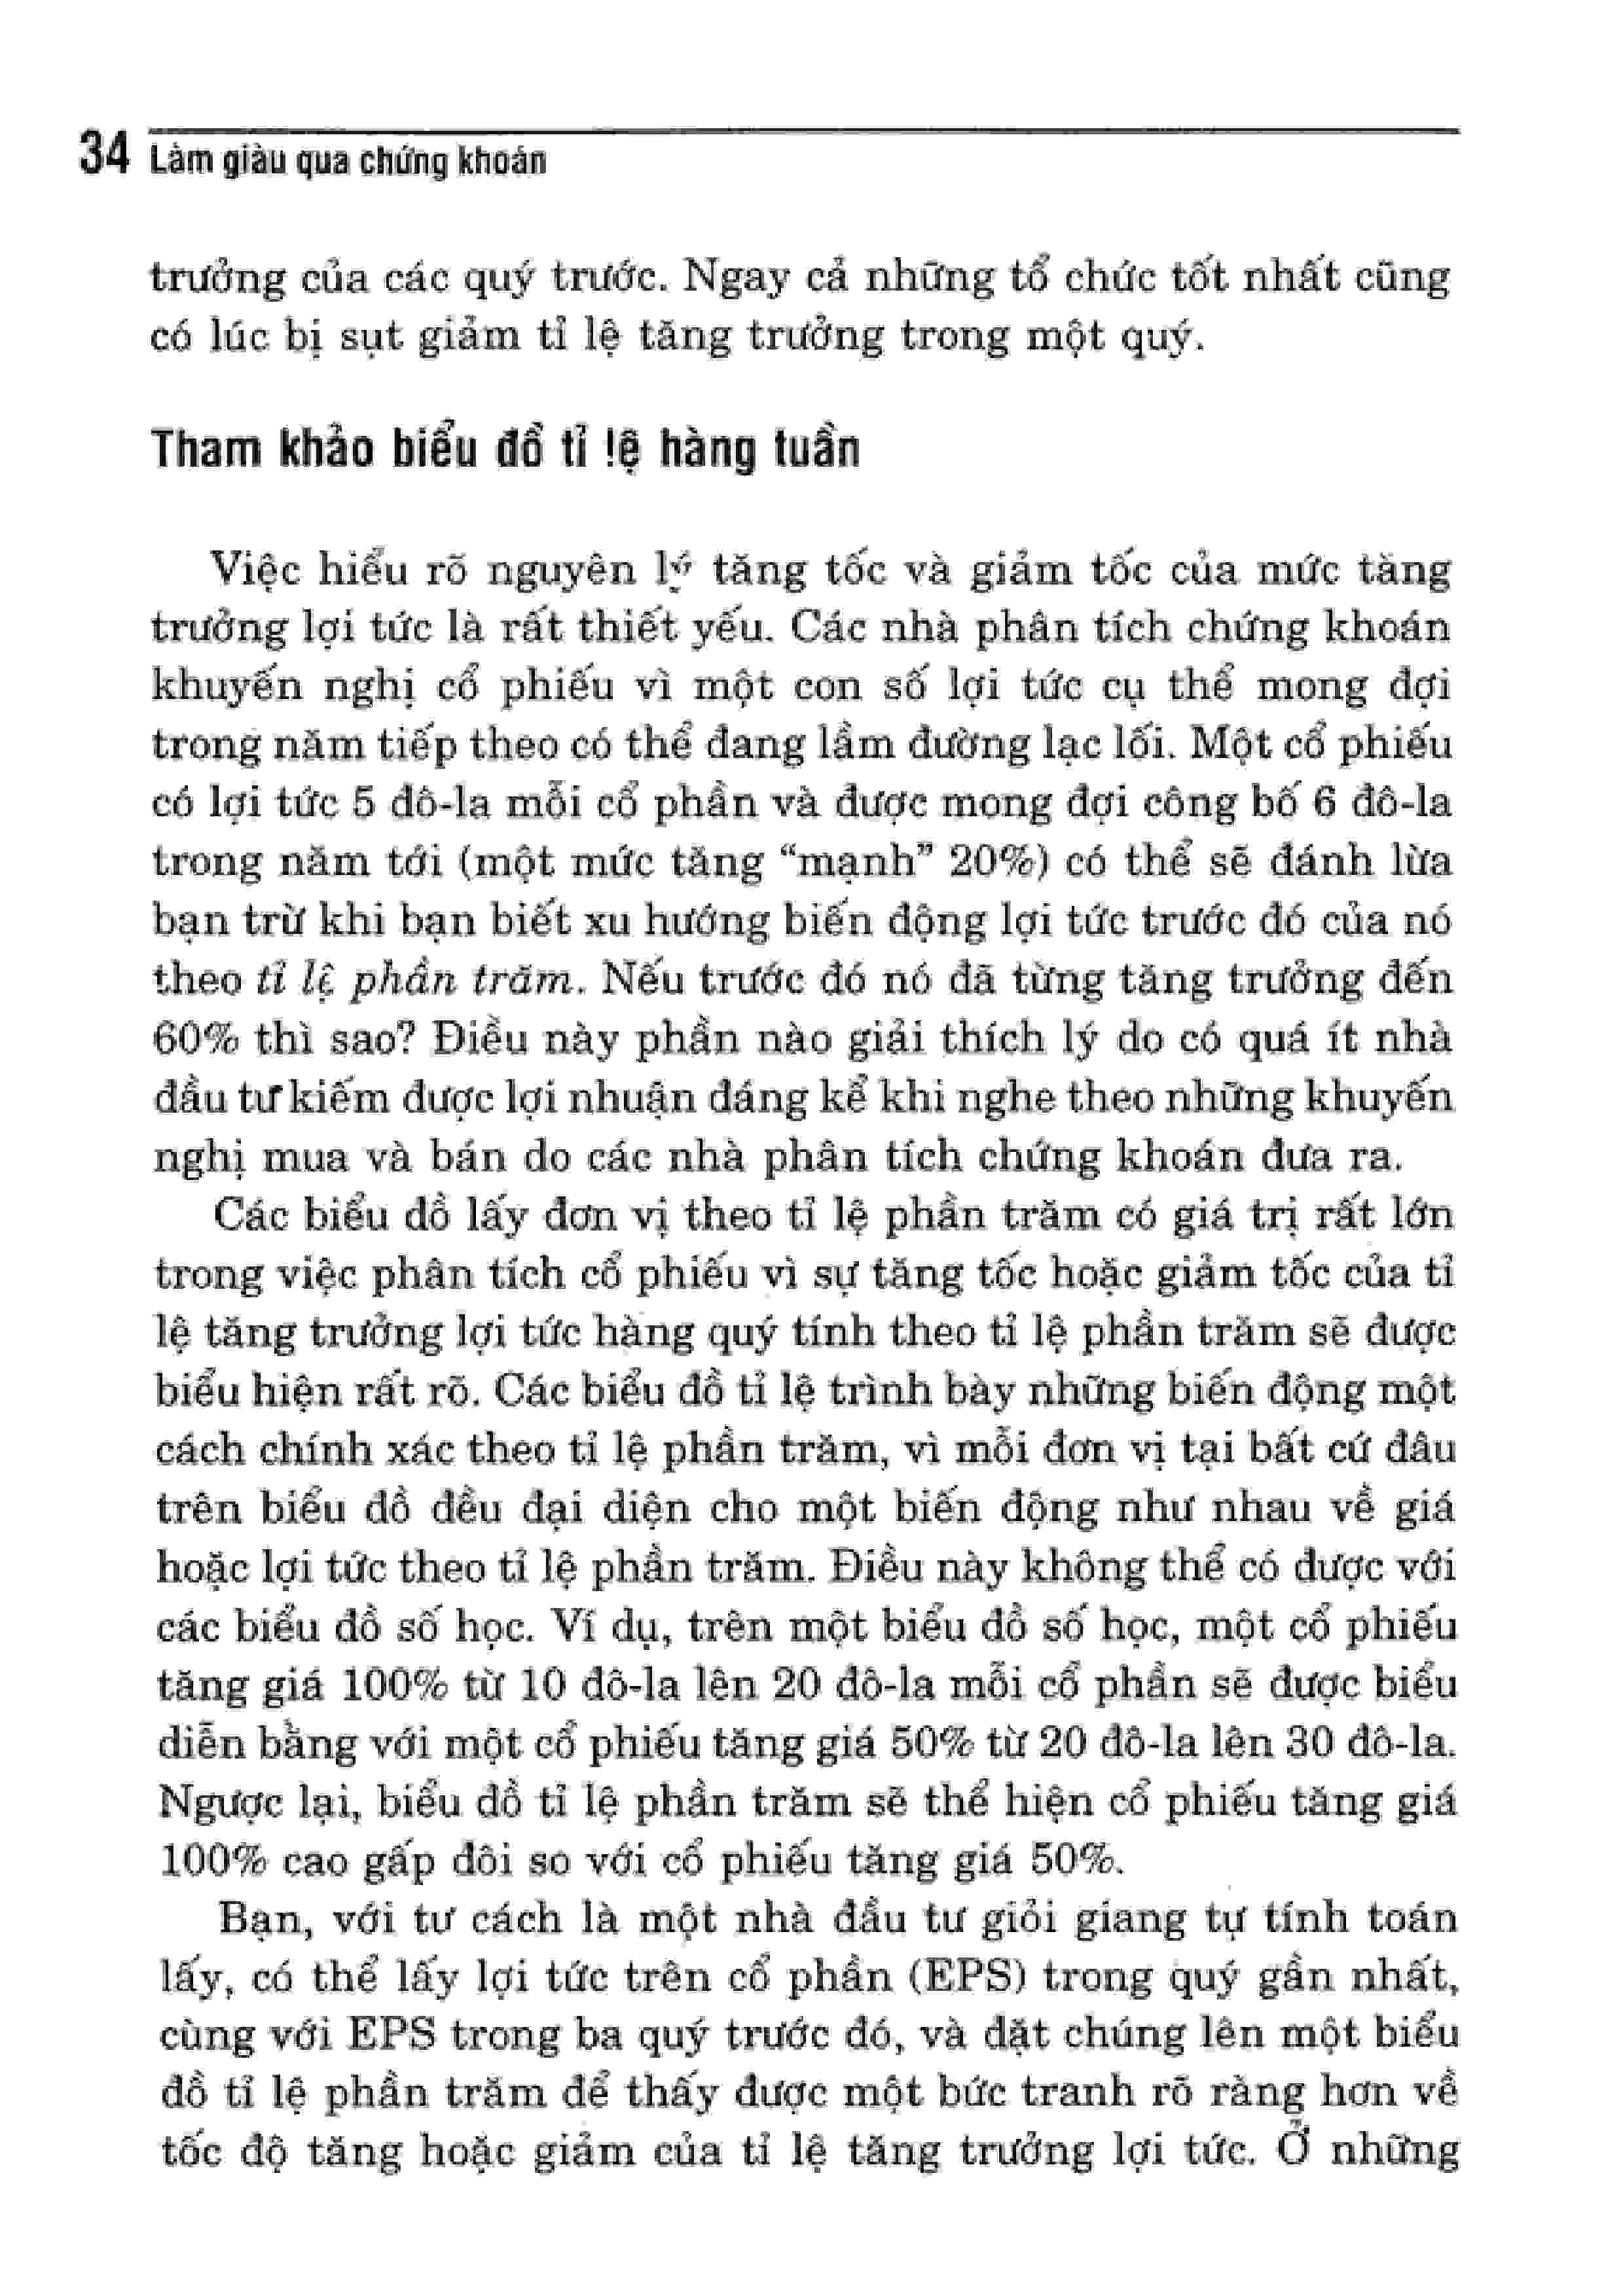 34 Làm giàu qua chứng khoán
trưởng của các quý trước. Ngay cả những tổ chức tốt nhất cũng
có lúc bị sụt giảm tỉ lệ tăng trưởng trong một quý.
Tham khảo biểu đồ tỉ lệ hàng tuần
Việc hiểu rõ nguyên lý tăng tốc và giảm tốc của mức tăng
trưởng lợi tức là rất thiết yếu. Các nhà phân tích chứng khoán
khuyến nghị cổ phiếu vì một con số lợi tức cụ thể mong đợi
trong năm tiếp theo có thể đang lầm đường lạc lối. Một cổ phiếu
có lợi tức 5 đô-la mỗi cổ phần và được mong đợi công bố 6 đô-la
trong năm tới (một mức tăng “mạnh” 20%) có thể sẽ đánh lừa
bạn trừ khi bạn biết xu hướng biến động lợi tức trước đó của nó
theo tỉ lệ phần trăm. Nếu trước đó nó đã từng tăng trưởng đến
60% thì sao? Điều này phần nào giải thích lý do có quá ít nhà
đầu tư kiếm được lợi nhuận đáng kể khi nghe theo những khuyến
nghị mua và bán do các nhà phân tích chứng khoán đưa ra.
Các biểu đồ lấy đơn vị theo tỉ lệ phần trăm có giá trị rất lớn
trong việc phân tích cổ phiếu vì sự tăng tốc hoặc giảm tốc của tỉ
lệ tăng trưởng lợi tức hàng quý tính theo tỉ lệ phần trăm sẽ được
biểu hiện rất rõ. Các biểu đồ tỉ lệ trình bày những biến động một
cách chính xác theo tỉ lệ phần trăm, vì mỗi đơn vị tại bất cứ đâu
trên biểu đồ đều đại diện cho một biến động như nhau về giá
hoặc lợi tức theo tỉ lệ phần trăm. Điều này không thể có được với
các biểu đồ số học. Ví dụ, trên một biểu đồ số học, một cổ phiếu
tăng giá 100% từ 10 đô-la lên 20 đô-la mỗi cổ phần sẽ được biểu
diễn bằng với một cổ phiếu tăng giá 50% từ 20 đô-la lên 30 đô-la.
Ngược lại, biểu đồ tỉ lệ phần trăm sẽ thể hiện cổ phiếu tăng giá
100% cao gấp đôi so với cổ phiếu tăng giá 50%.
Bạn, với tư cách là một nhà đầu tư giỏi giang tự tính toán
lấy, có thể lấy lợi tức trên cổ phần (EPS) trong quý gần nhất,
cùng với EPS trong ba quý trước đó, và đặt chúng lên một biểu
đồ tỉ lệ phần trăm để thấy được một bức tranh rõ ràng hơn về
tốc độ tăng hoặc giảm của tỉ lệ tăng trưởng lợi tức. Ở những